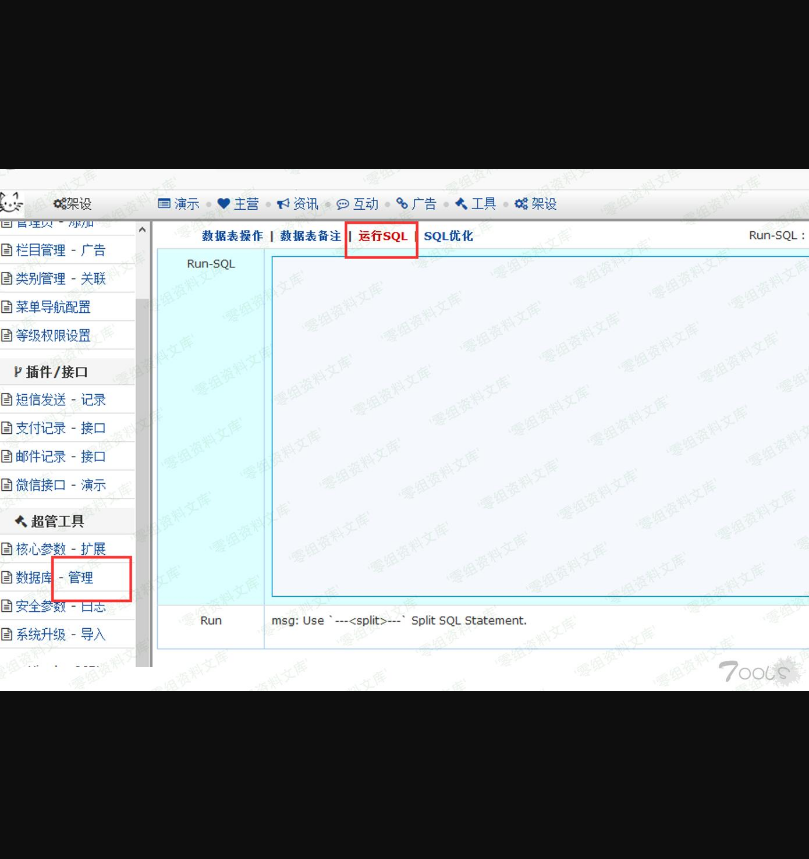 架设
演示 主营 资讯 互动 广告 工具 架设
管理员 - 添加
栏目管理 - 广告
类别管理 - 关联
菜单导航配置
等级权限设置
插件/接口
短信发送 - 记录
支付记录 - 接口
邮件记录 - 接口
微信接口 - 演示
超管工具
核心参数 - 扩展
数据库 - 管理
安全参数 - 日志
系统升级 - 导入
数据表操作 | 数据表备注 | 运行SQL | SQL优化
Run-SQL :
Run-SQL
Run
msg: Use `---<split>---` Split SQL Statement.
零组资料文库
7ools